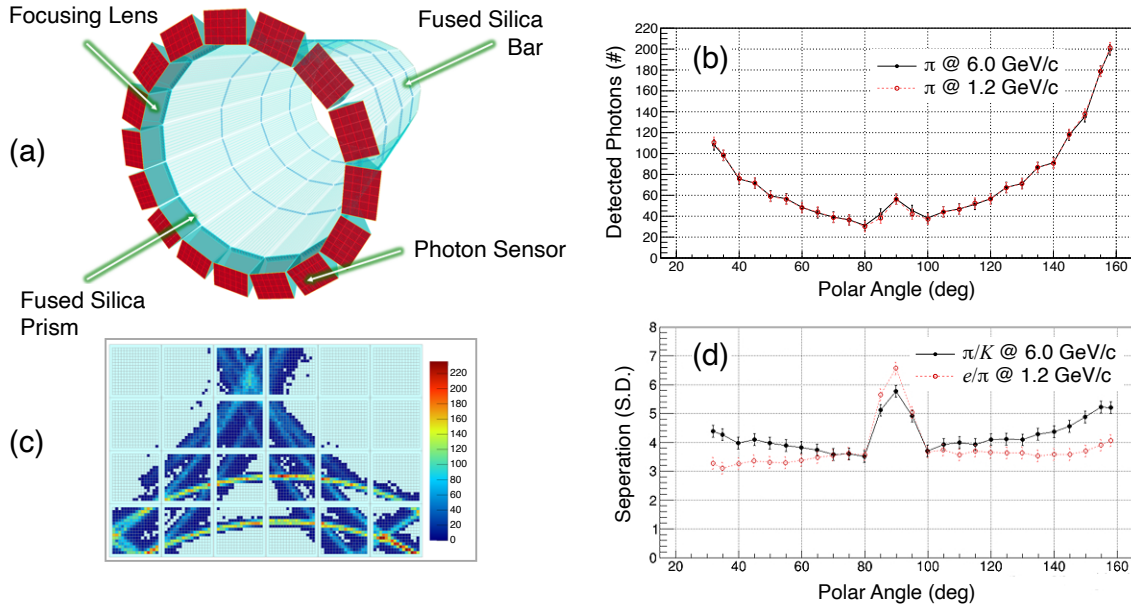 (a)
Focusing Lens
Fused Silica
Bar
Photon Sensor
Fused Silica
Prism
(b)
π @ 6.0 GeV/c
π @ 1.2 GeV/c
Detected Photons (#)
220
200
180
160
140
120
100
80
60
40
20
0
20 40 60 80 100 120 140 160
Polar Angle (deg)
(c)
220
200
180
160
140
120
100
80
60
40
20
0
(d)
π/K @ 6.0 GeV/c
e/π @ 1.2 GeV/c
Seperation (S.D.)
8
7
6
5
4
3
2
1
0
20 40 60 80 100 120 140 160
Polar Angle (deg)